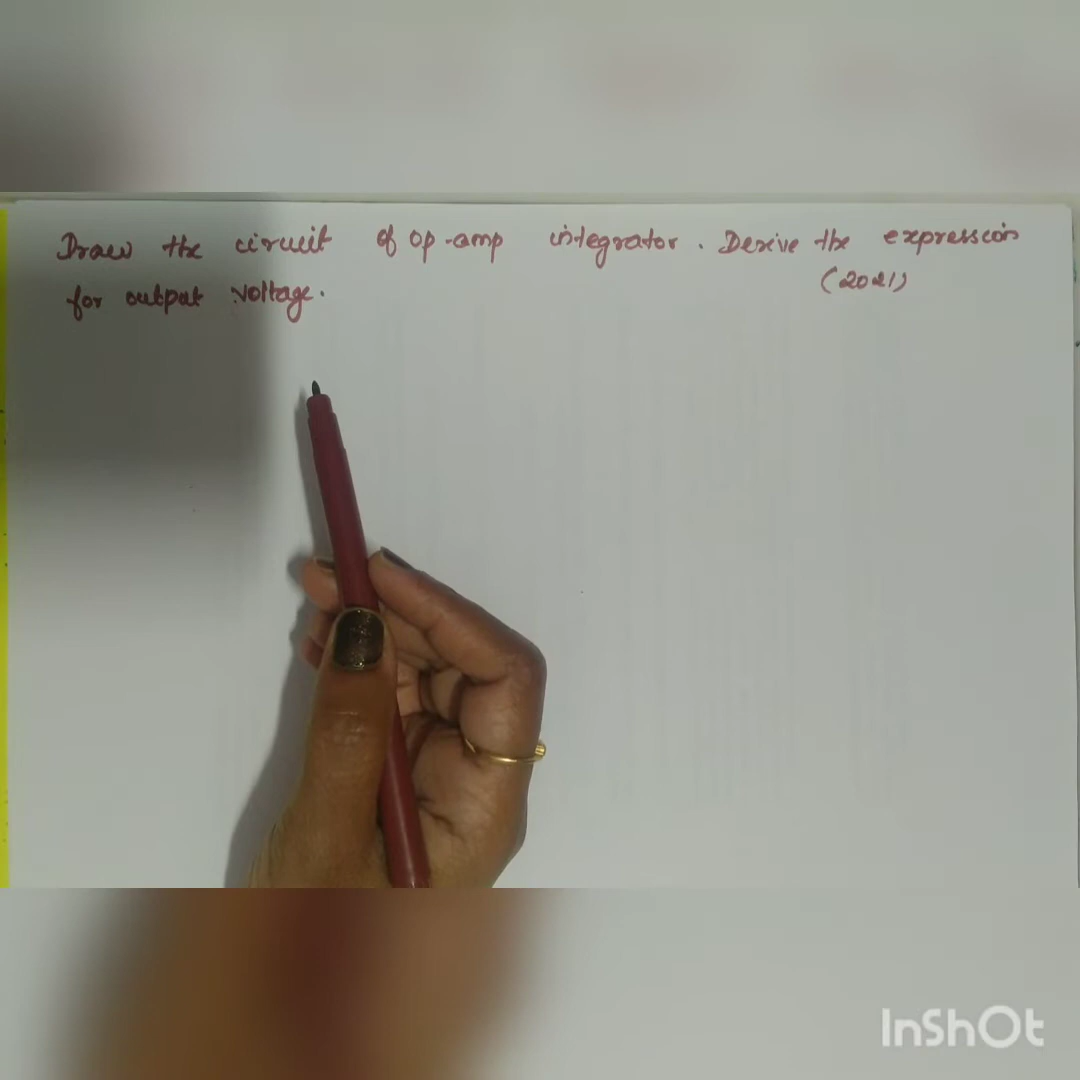 Draw the circuit of op-amp integrator. Derive the expression
(2021)
for output voltage.
InShOt